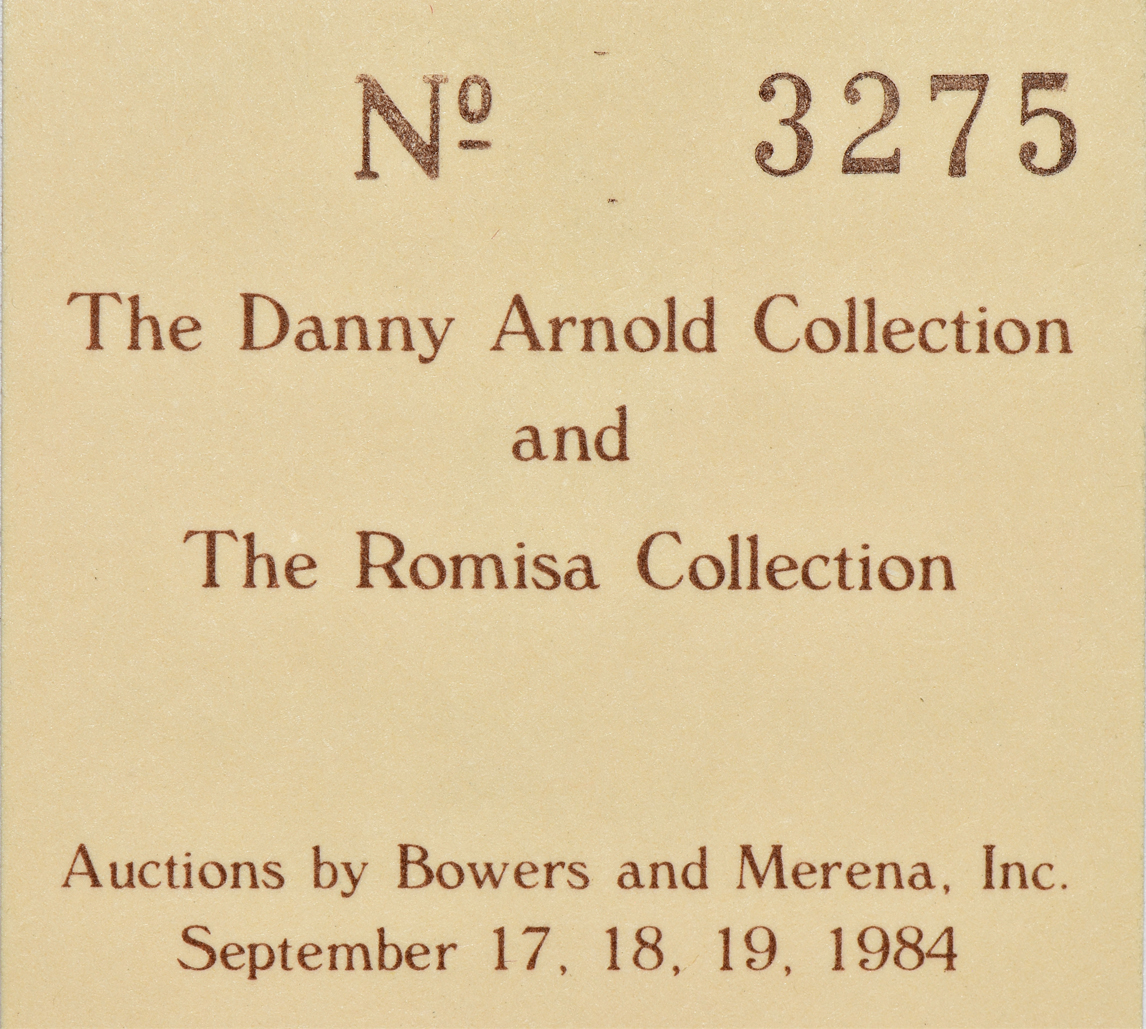 Nº 3275
The Danny Arnold Collection
and
The Romisa Collection
Auctions by Bowers and Merena, Inc.
September 17, 18, 19, 1984